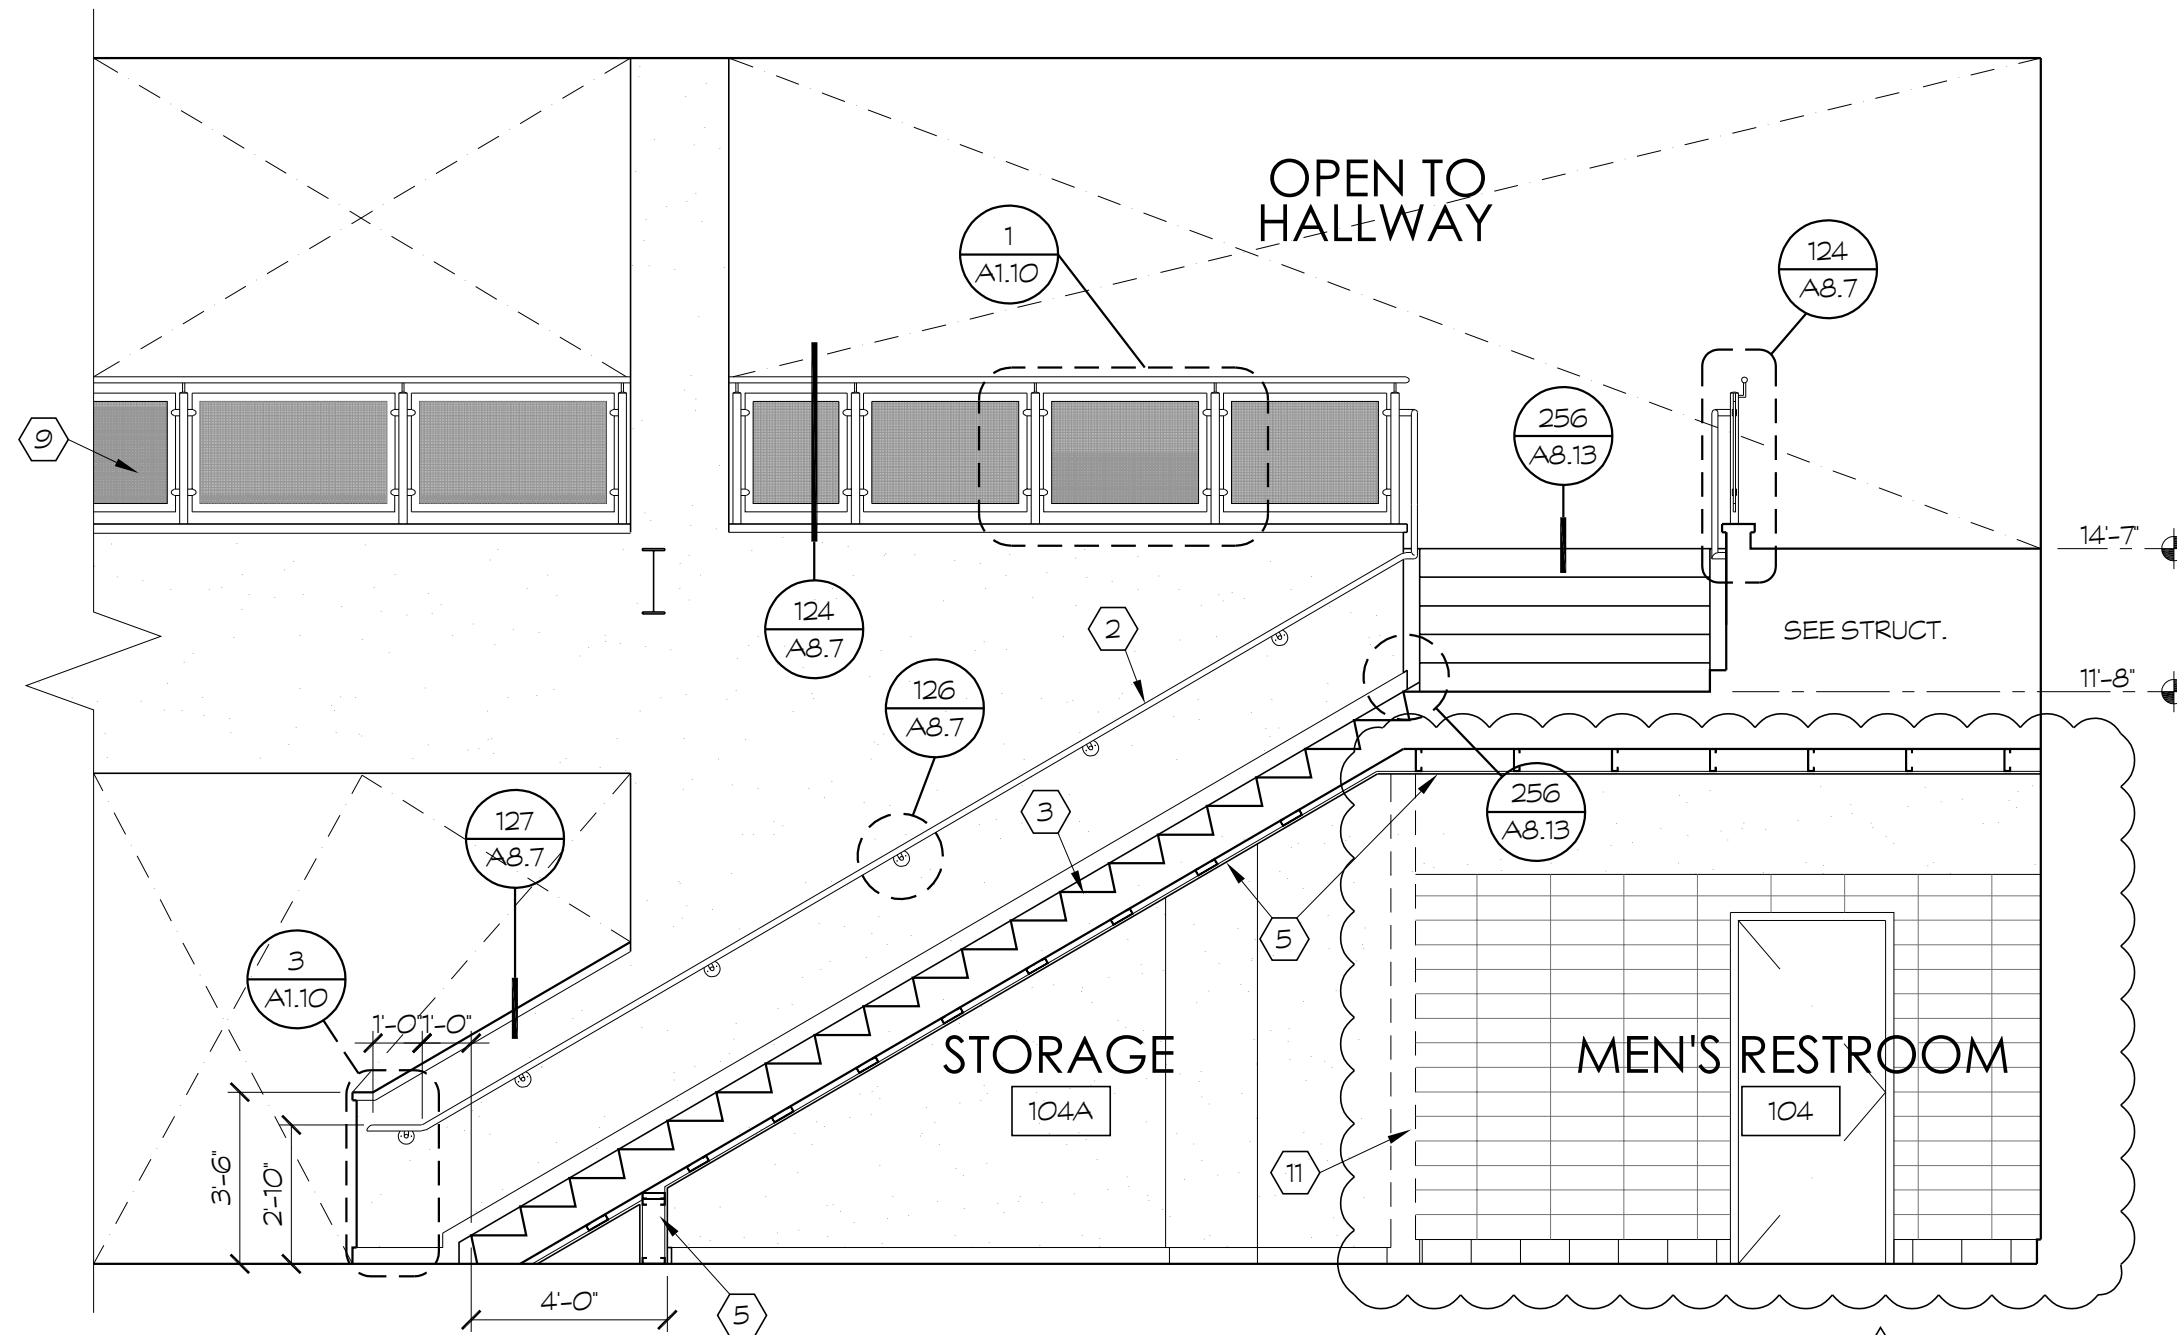 OPEN TO
HALLWAY
1
A1.10
124
A8.7
9
256
A8.13
14'-7"
124
A8.7
2
SEE STRUCT.
126
A8.7
11'-8"
127
A8.7
3
256
A8.13
5
3
A1.10
1'-0"
1'-0"
STORAGE
104A
MEN'S RESTROOM
104
3'-6"
2'-10"
11
4'-0"
5